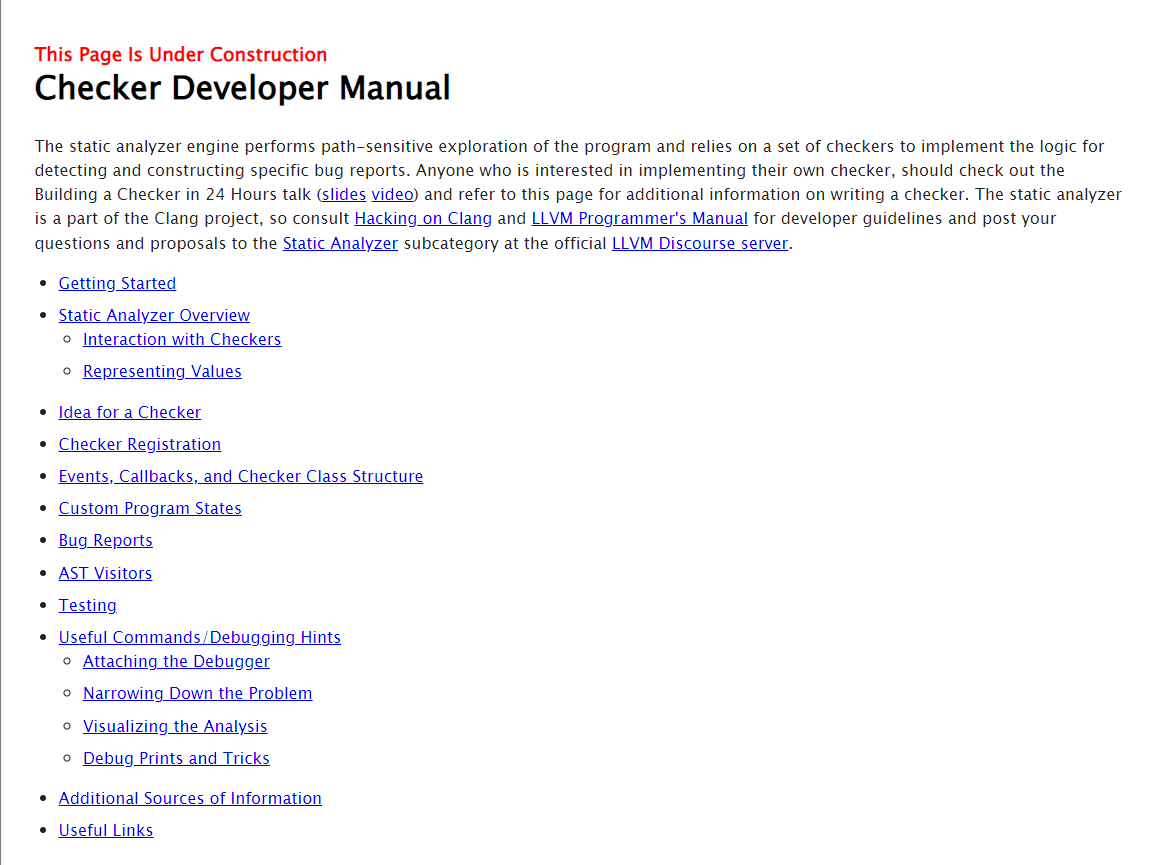 This Page Is Under Construction
Checker Developer Manual
The static analyzer engine performs path-sensitive exploration of the program and relies on a set of checkers to implement the logic for
detecting and constructing specific bug reports. Anyone who is interested in implementing their own checker, should check out the
Building a Checker in 24 Hours talk (slides video) and refer to this page for additional information on writing a checker. The static analyzer
is a part of the Clang project, so consult Hacking on Clang and LLVM Programmer's Manual for developer guidelines and post your
questions and proposals to the Static Analyzer subcategory at the official LLVM Discourse server.
Getting Started
Static Analyzer Overview
Interaction with Checkers
Representing Values
Idea for a Checker
Checker Registration
Events, Callbacks, and Checker Class Structure
Custom Program States
Bug Reports
AST Visitors
Testing
Useful Commands/Debugging Hints
Attaching the Debugger
Narrowing Down the Problem
Visualizing the Analysis
Debug Prints and Tricks
Additional Sources of Information
Useful Links